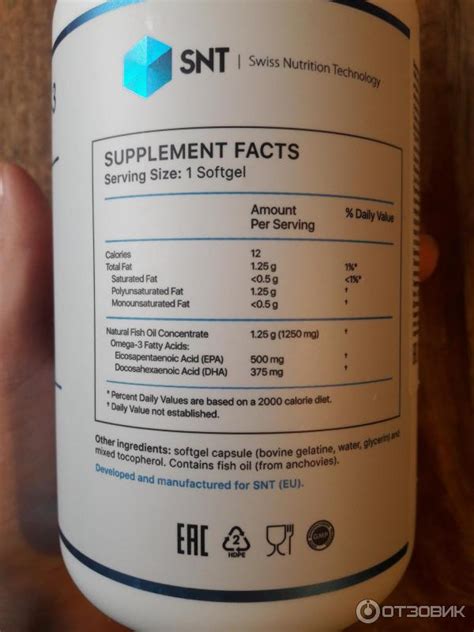 3
SNT | Swiss Nutrition Technology
SUPPLEMENT FACTS
Serving Size: 1 Softgel
Amount Per Serving % Daily Value
Calories 12
Total Fat 1.25 g 1%*
Saturated Fat <0.5 g <1%*
Polyunsaturated Fat 1.25 g †
Monounsaturated Fat <0.5 g †
Natural Fish Oil Concentrate 1.25 g (1250 mg) †
Omega-3 Fatty Acids:
Eicosapentaenoic Acid (EPA) 500 mg †
Docosahexaenoic Acid (DHA) 375 mg †
* Percent Daily Values are based on a 2000 calorie diet.
† Daily Value not established.
Other ingredients: softgel capsule (bovine gelatine, water, glycerin) and
mixed tocopherol. Contains fish oil (from anchovies).
Developed and manufactured for SNT (EU).
EAC 2
HDPE
ОТЗОВИК